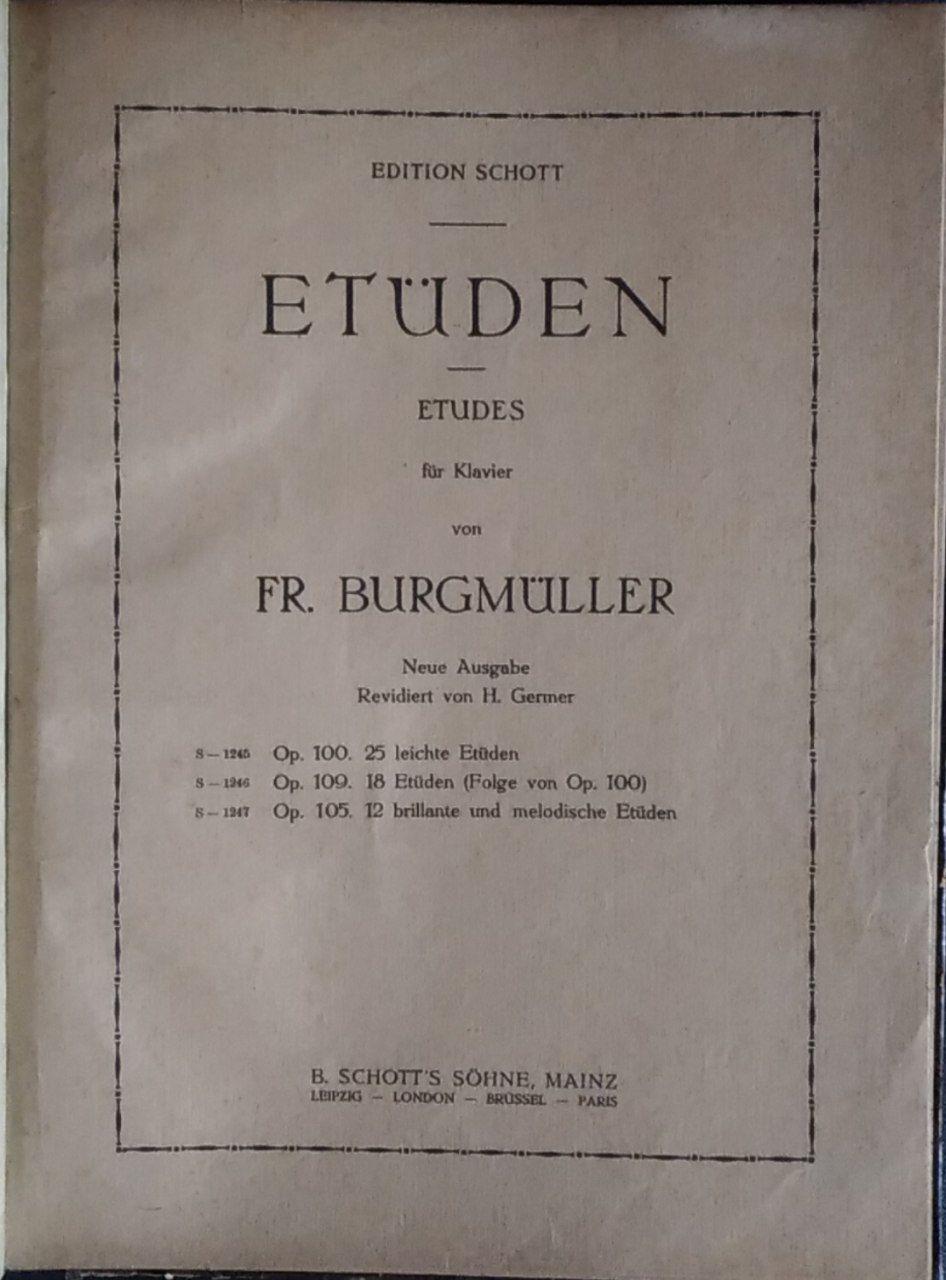 EDITION SCHOTT
ETÜDEN
ETUDES
für Klavier
von
FR. BURGMÜLLER
Neue Ausgabe
Revidiert von H. Germer
S — 1245 Op. 100. 25 leichte Etüden
S — 1246 Op. 109. 18 Etüden (Folge von Op. 100)
S — 1247 Op. 105. 12 brillante und melodische Etüden
B. SCHOTT'S SÖHNE, MAINZ
LEIPZIG — LONDON — BRÜSSEL — PARIS